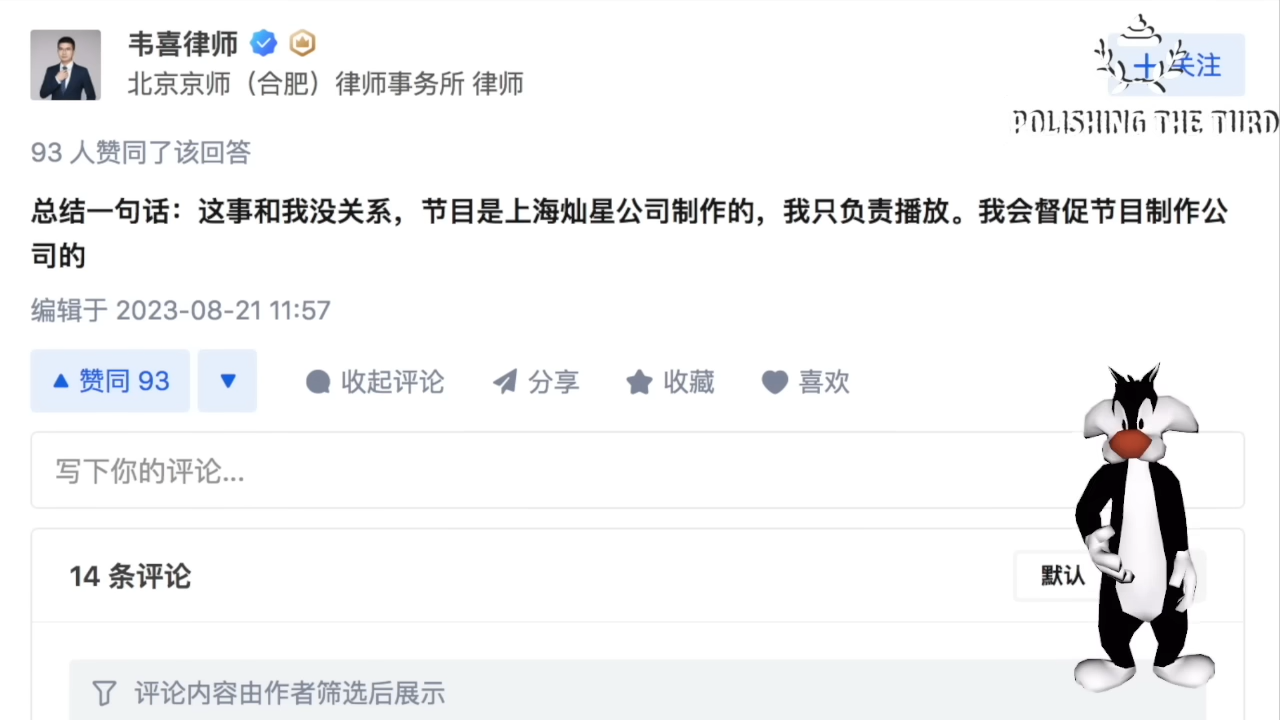 韦喜律师
北京京师（合肥）律师事务所 律师
关注
POLISHING THE TURD
93 人赞同了该回答
总结一句话：这事和我没关系，节目是上海灿星公司制作的，我只负责播放。我会督促节目制作公
司的
编辑于 2023-08-21 11:57
赞同 93
收起评论
分享
收藏
喜欢
写下你的评论...
14 条评论
默认
评论内容由作者筛选后展示